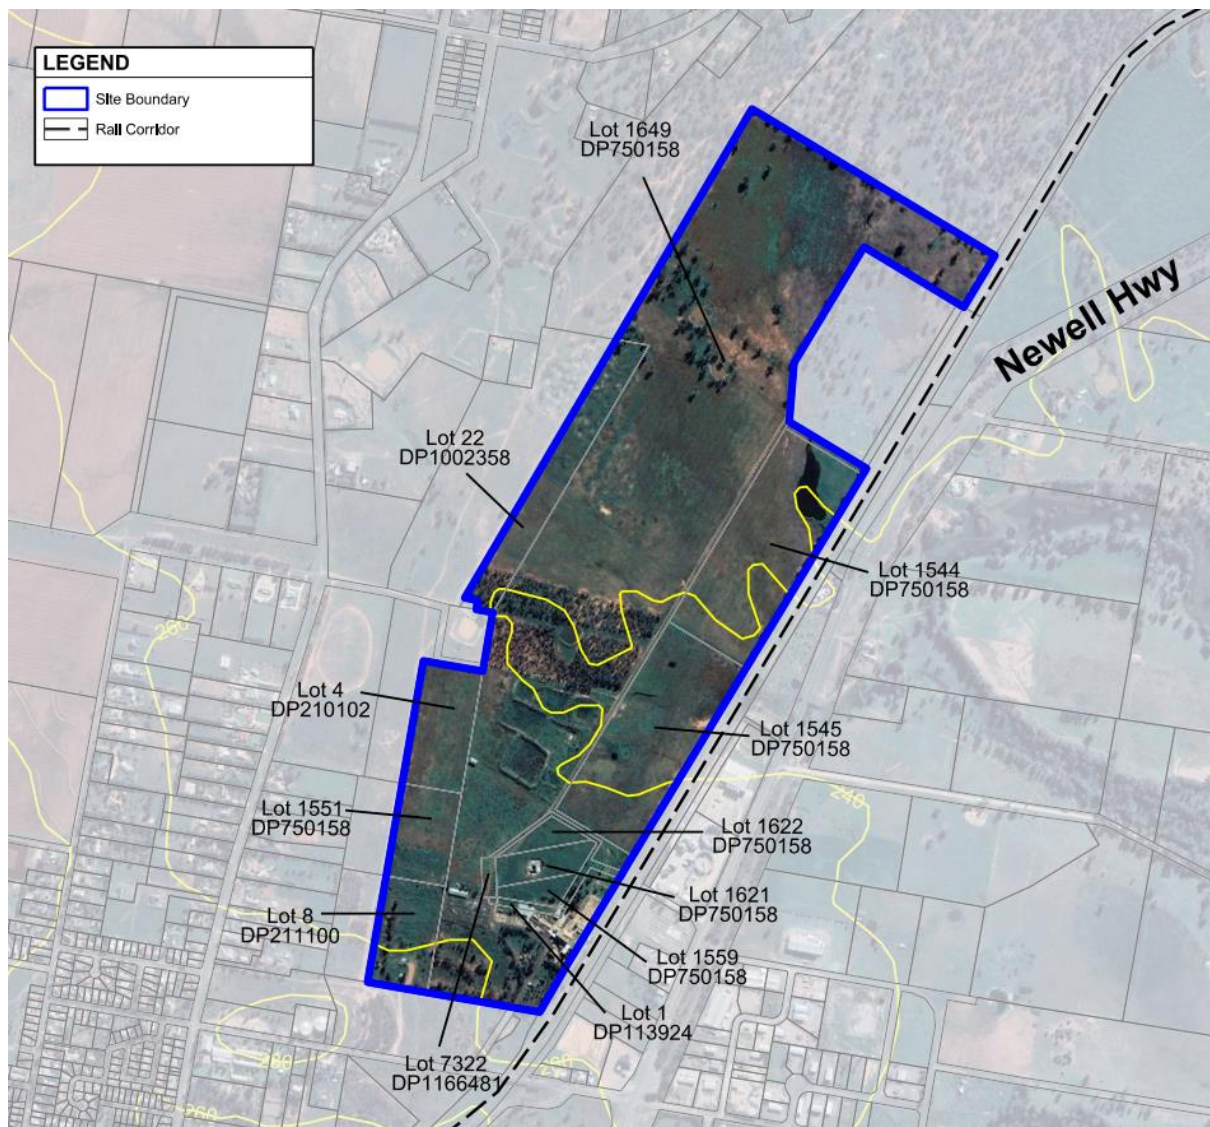 LEGEND
Site Boundary
Rail Corridor
Lot 1649
DP750158
Newell Hwy
Lot 22
DP1002358
Lot 1544
DP750158
260
Lot 4
DP210102
Lot 1545
DP750158
240
Lot 1551
DP750158
Lot 1622
DP750158
Lot 1621
DP750158
Lot 8
DP211100
Lot 1559
DP750158
Lot 1
DP113924
Lot 7322
DP1166481
260